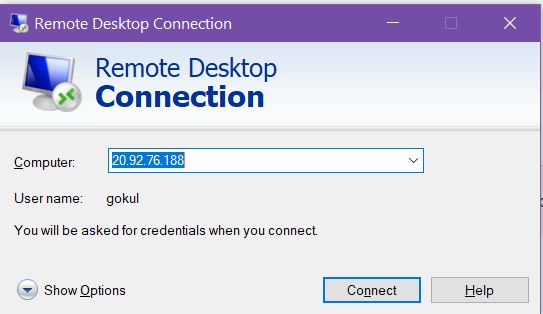 Remote Desktop Connection
Remote Desktop
Connection
Computer: 20.92.76.188
User name: gokul
You will be asked for credentials when you connect.
Show Options Connect Help